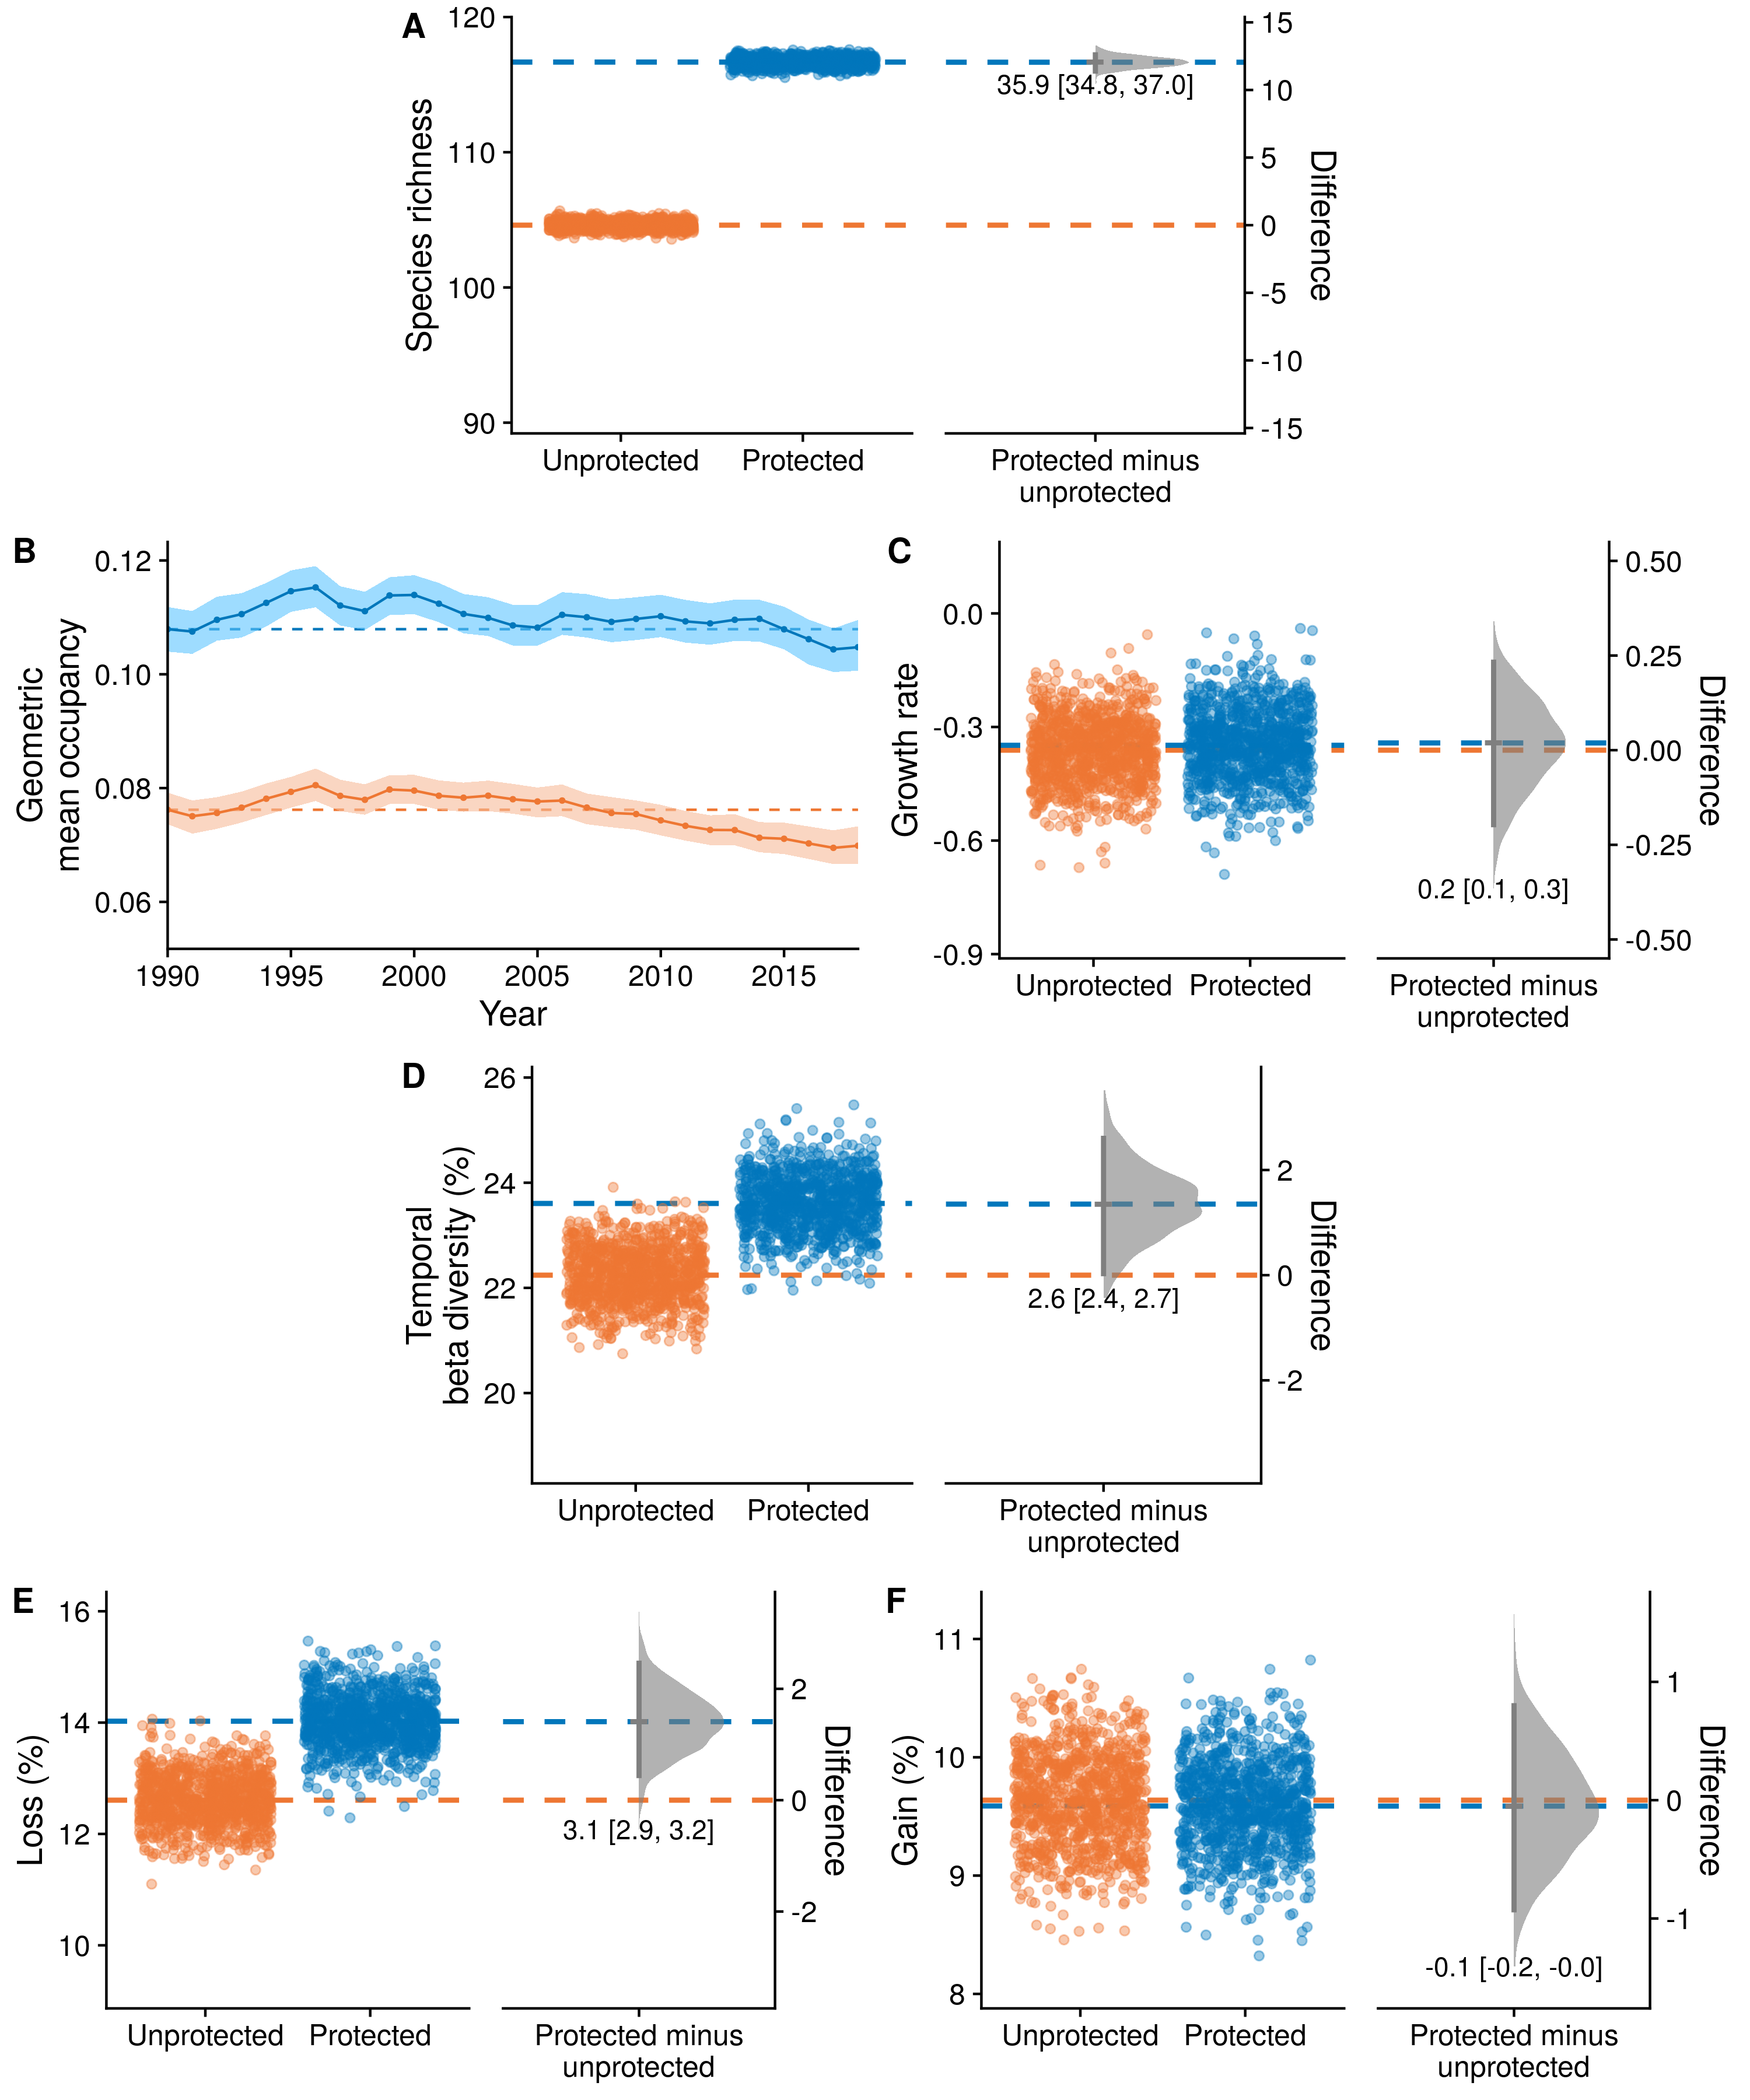 A
120
110
100
90
Species richness
35.9 [34.8, 37.0]
15
10
5
0
-5
-10
-15
Difference
Unprotected
Protected
Protected minus
unprotected
B
0.12
0.10
0.08
0.06
Geometric
mean occupancy
1990
1995
2000
2005
2010
2015
Year
C
0.0
-0.3
-0.6
-0.9
Growth rate
0.2 [0.1, 0.3]
0.50
0.25
0.00
-0.25
-0.50
Difference
Unprotected
Protected
Protected minus
unprotected
D
26
24
22
20
Temporal
beta diversity (%)
2.6 [2.4, 2.7]
2
0
-2
Difference
Unprotected
Protected
Protected minus
unprotected
E
16
14
12
10
Loss (%)
3.1 [2.9, 3.2]
2
0
-2
Difference
Unprotected
Protected
Protected minus
unprotected
F
11
10
9
8
Gain (%)
-0.1 [-0.2, -0.0]
1
0
-1
Difference
Unprotected
Protected
Protected minus
unprotected